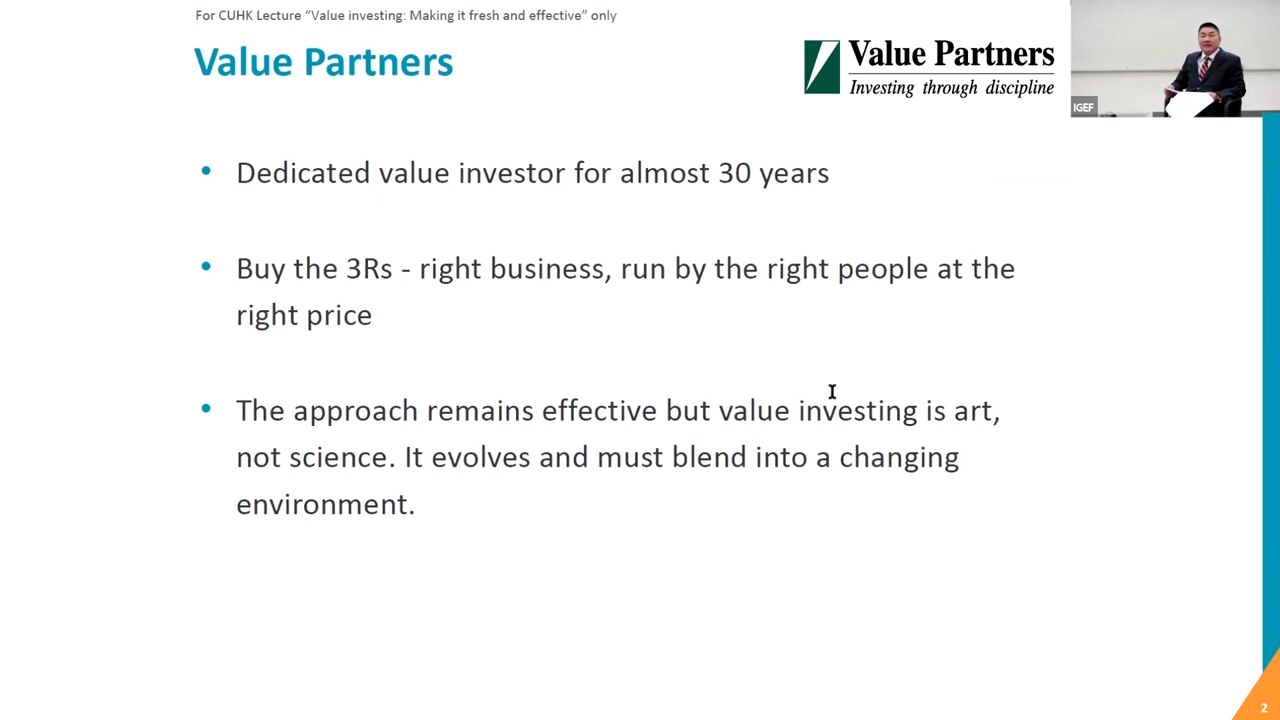 For CUHK Lecture “Value investing: Making it fresh and effective” only
Value Partners
Value Partners
Investing through discipline
IGEF
• Dedicated value investor for almost 30 years
• Buy the 3Rs - right business, run by the right people at the
right price
• The approach remains effective but value investing is art,
not science. It evolves and must blend into a changing
environment.
2